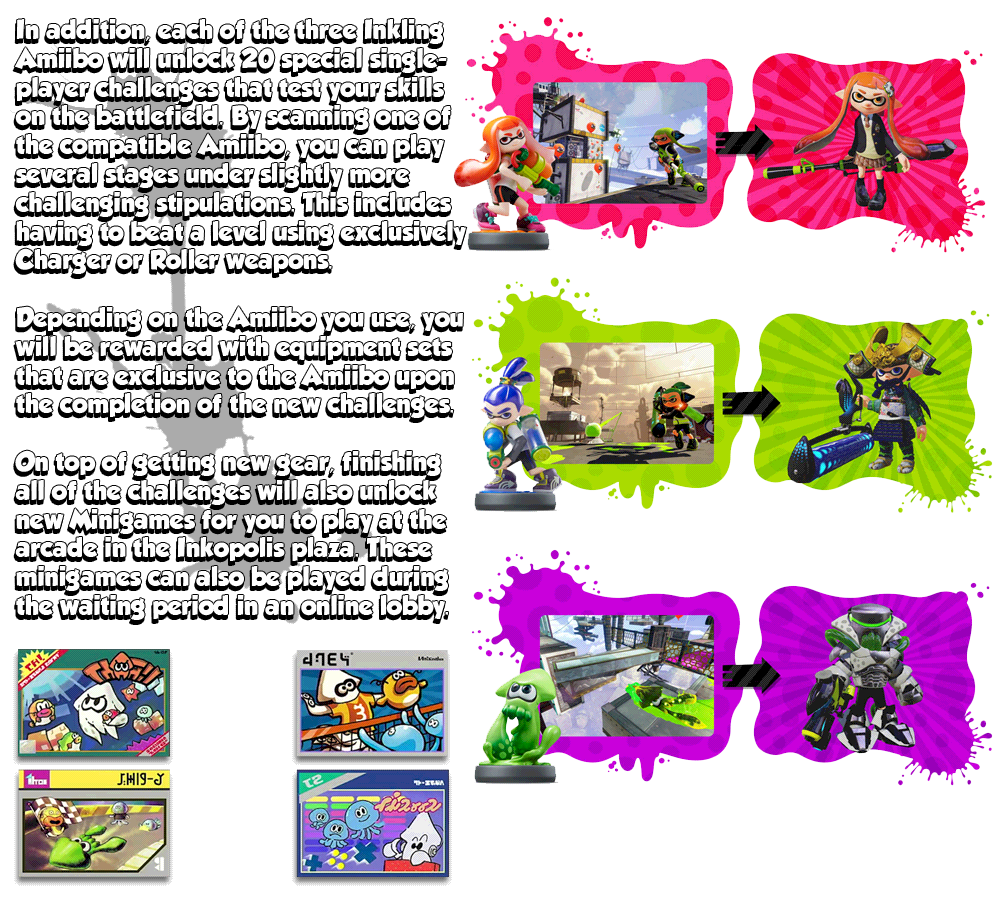 In addition, each of the three Inkling
Amiibo will unlock 20 special single-
player challenges that test your skills
on the battlefield. By scanning one of
the compatible Amiibo, you can play
several stages under slightly more
challenging stipulations. This includes
having to beat a level using exclusively
Charger or Roller weapons.
Depending on the Amiibo you use, you
will be rewarded with equipment sets
that are exclusive to the Amiibo upon
the completion of the new challenges.
On top of getting new gear, finishing
all of the challenges will also unlock
new Minigames for you to play at the
arcade in the Inkopolis plaza. These
minigames can also be played during
the waiting period in an online lobby.